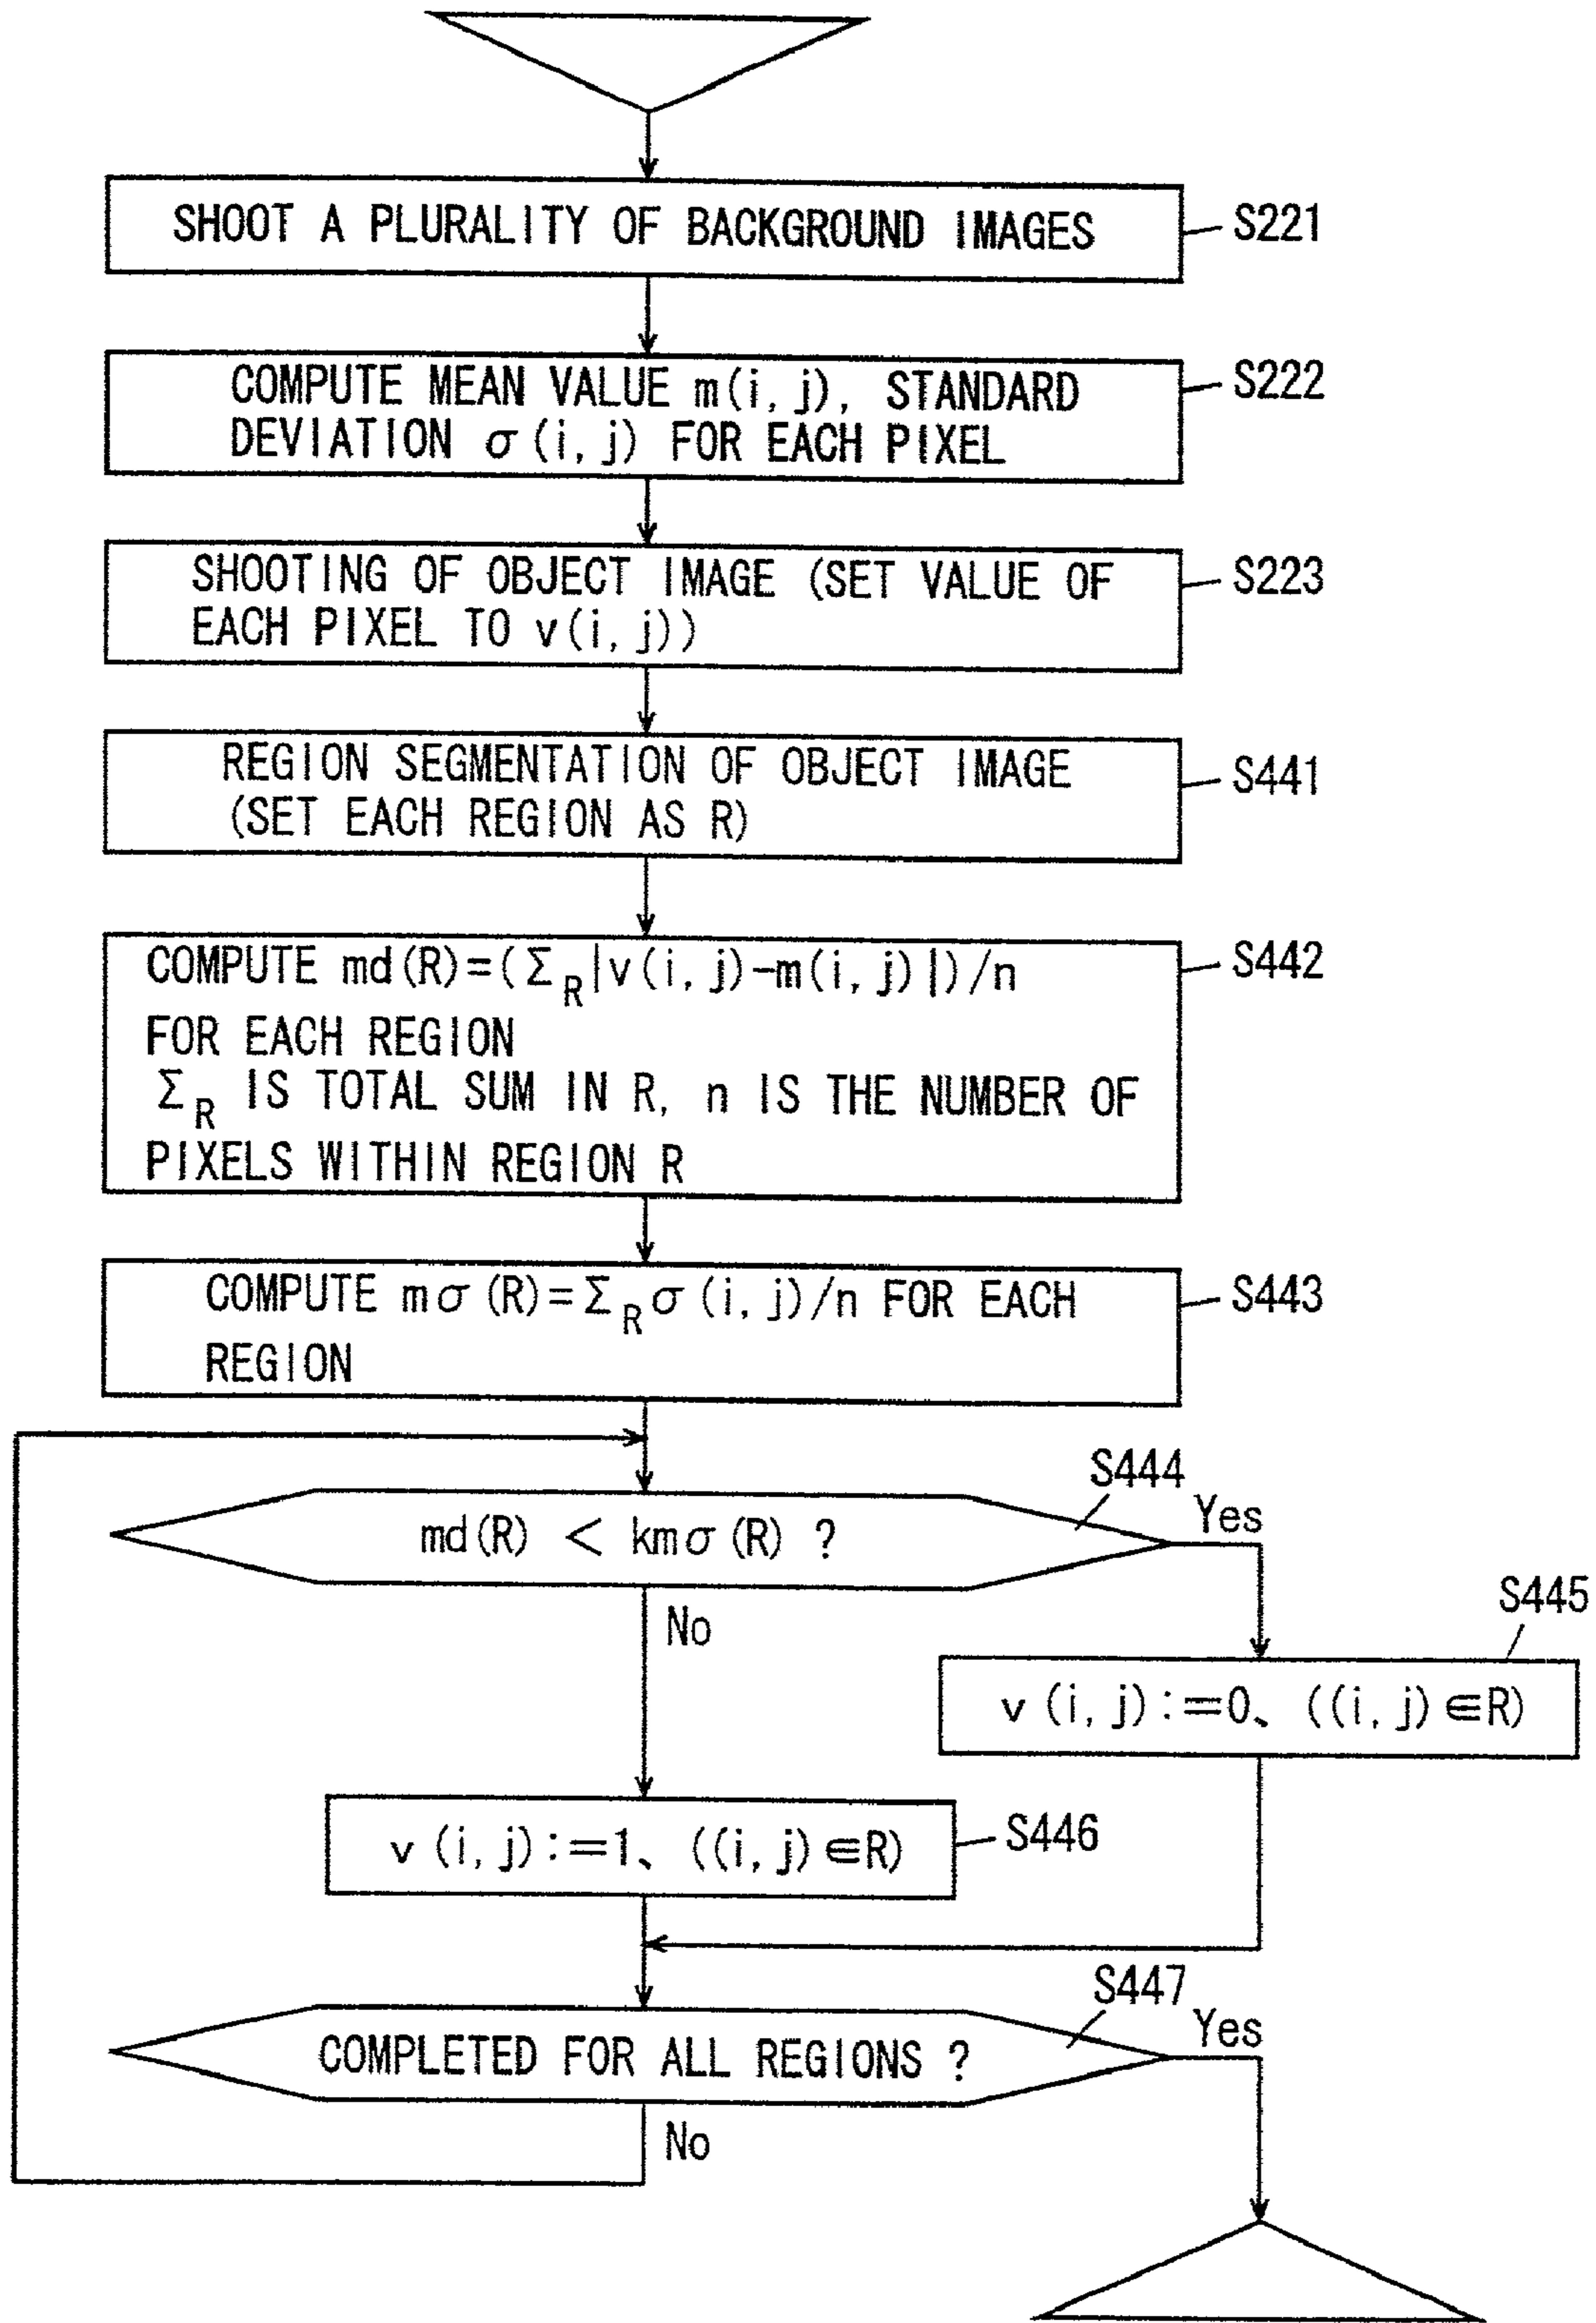 SHOOT A PLURALITY OF BACKGROUND IMAGES
S221
COMPUTE MEAN VALUE m(i, j), STANDARD
DEVIATION σ(i, j) FOR EACH PIXEL
S222
SHOOTING OF OBJECT IMAGE (SET VALUE OF
EACH PIXEL TO v(i, j))
S223
REGION SEGMENTATION OF OBJECT IMAGE
(SET EACH REGION AS R)
S441
COMPUTE md(R)=(Σ_R|v(i, j)-m(i, j)|)/n
FOR EACH REGION
Σ_R IS TOTAL SUM IN R, n IS THE NUMBER OF
PIXELS WITHIN REGION R
S442
COMPUTE mσ(R)=Σ_Rσ(i, j)/n FOR EACH
REGION
S443
S444
md(R) < kmσ(R) ?
Yes
No
S445
v(i, j):=0、((i, j)∈R)
v(i, j):=1、((i, j)∈R)
S446
S447
COMPLETED FOR ALL REGIONS ?
Yes
No